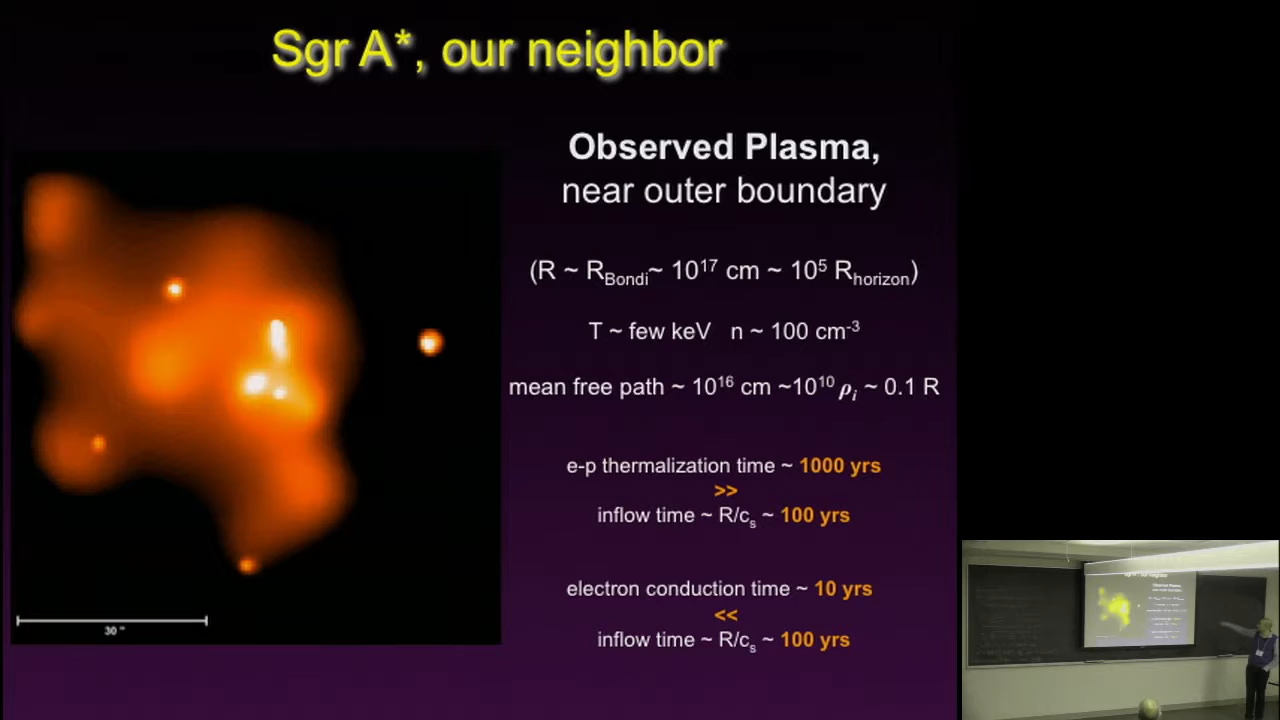 Sgr A*, our neighbor
Observed Plasma,
near outer boundary
(R ~ R_Bondi~ 10^17 cm ~ 10^5 R_horizon)
T ~ few keV n ~ 100 cm^-3
mean free path ~ 10^16 cm ~10^10 ρ_i ~ 0.1 R
e-p thermalization time ~ 1000 yrs
>>
inflow time ~ R/c_s ~ 100 yrs
electron conduction time ~ 10 yrs
<<
inflow time ~ R/c_s ~ 100 yrs
30 "